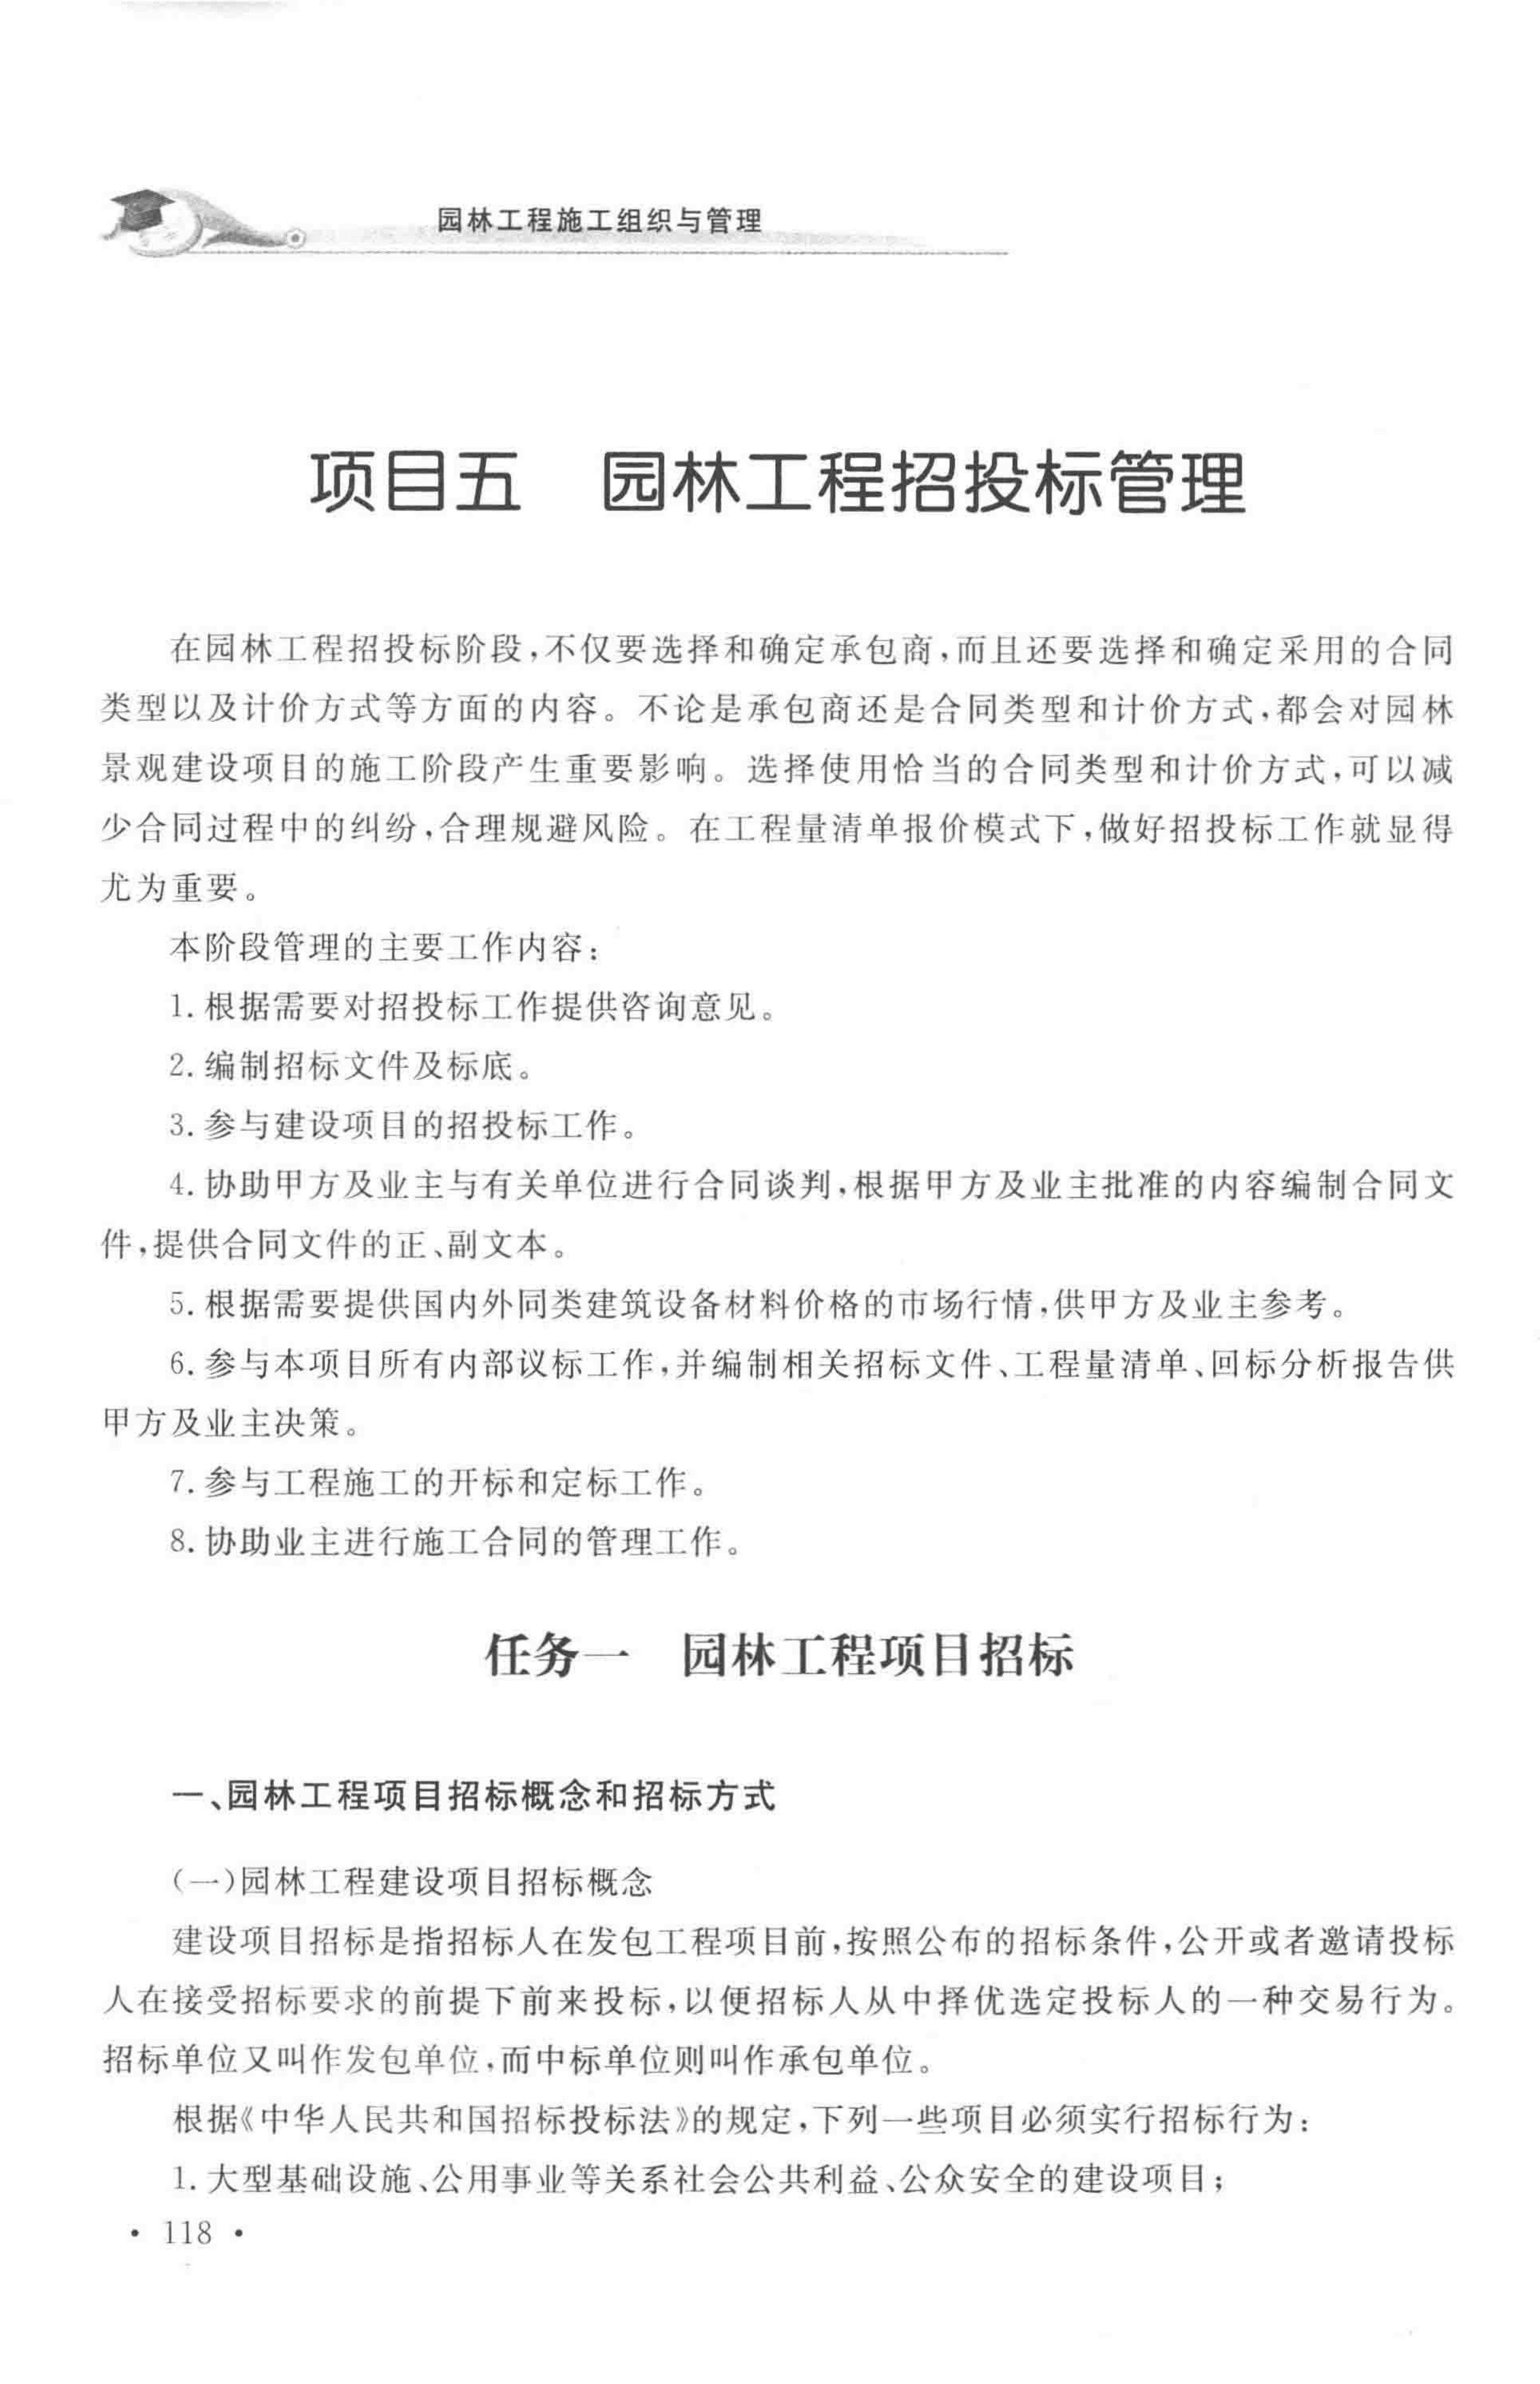 园林工程施工组织与管理
项目五 园林工程招投标管理
在园林工程招投标阶段,不仅要选择和确定承包商,而且还要选择和确定采用的合同
类型以及计价方式等方面的内容。不论是承包商还是合同类型和计价方式,都会对园林
景观建设项目的施工阶段产生重要影响。选择使用恰当的合同类型和计价方式,可以减
少合同过程中的纠纷,合理规避风险。在工程量清单报价模式下,做好招投标工作就显得
尤为重要。
本阶段管理的主要工作内容:
1.根据需要对招投标工作提供咨询意见。
2.编制招标文件及标底。
3.参与建设项目的招投标工作。
4.协助甲方及业主与有关单位进行合同谈判,根据甲方及业主批准的内容编制合同文
件,提供合同文件的正、副文本。
5.根据需要提供国内外同类建筑设备材料价格的市场行情,供甲方及业主参考。
6.参与本项目所有内部议标工作,并编制相关招标文件、工程量清单、回标分析报告供
甲方及业主决策。
7.参与工程施工的开标和定标工作。
8.协助业主进行施工合同的管理工作。
任务一 园林工程项目招标
一、园林工程项目招标概念和招标方式
(一)园林工程建设项目招标概念
建设项目招标是指招标人在发包工程项目前,按照公布的招标条件,公开或者邀请投标
人在接受招标要求的前提下前来投标,以便招标人从中择优选定投标人的一种交易行为。
招标单位又叫作发包单位,而中标单位则叫作承包单位。
根据《中华人民共和国招标投标法》的规定,下列一些项目必须实行招标行为:
1.大型基础设施、公用事业等关系社会公共利益、公众安全的建设项目;
• 118 •